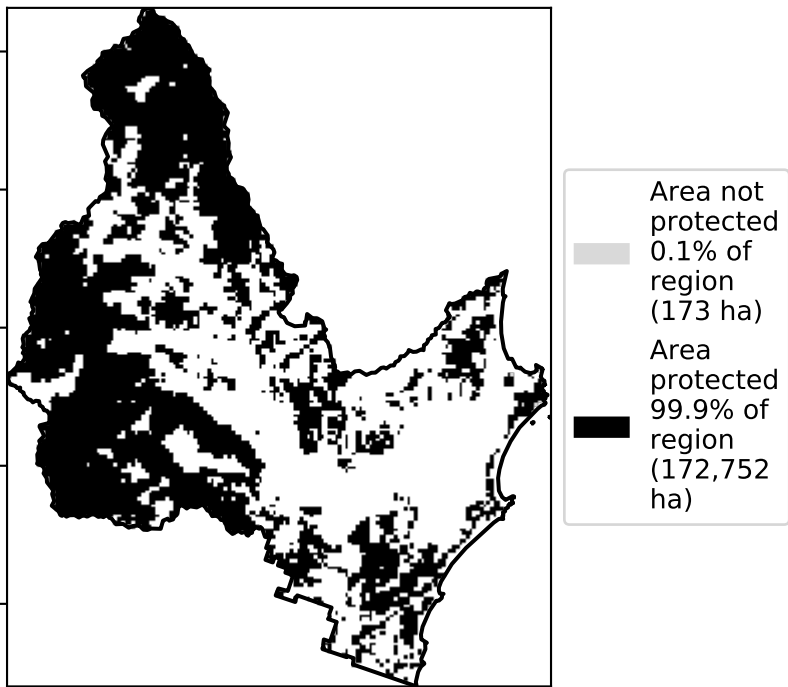 Area not
protected
0.1% of
region
(173 ha)
Area
protected
99.9% of
region
(172,752
ha)